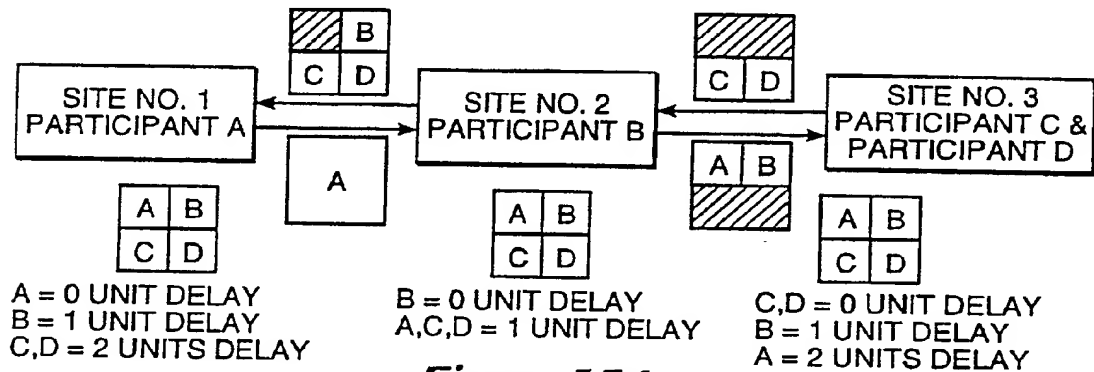 B
C D
C D
SITE NO. 1
PARTICIPANT A
SITE NO. 2
PARTICIPANT B
SITE NO. 3
PARTICIPANT C &
PARTICIPANT D
A
A B
A B
C D
A B
C D
A B
C D
A = 0 UNIT DELAY
B = 1 UNIT DELAY
C,D = 2 UNITS DELAY
B = 0 UNIT DELAY
A,C,D = 1 UNIT DELAY
C,D = 0 UNIT DELAY
B = 1 UNIT DELAY
A = 2 UNITS DELAY
Figure